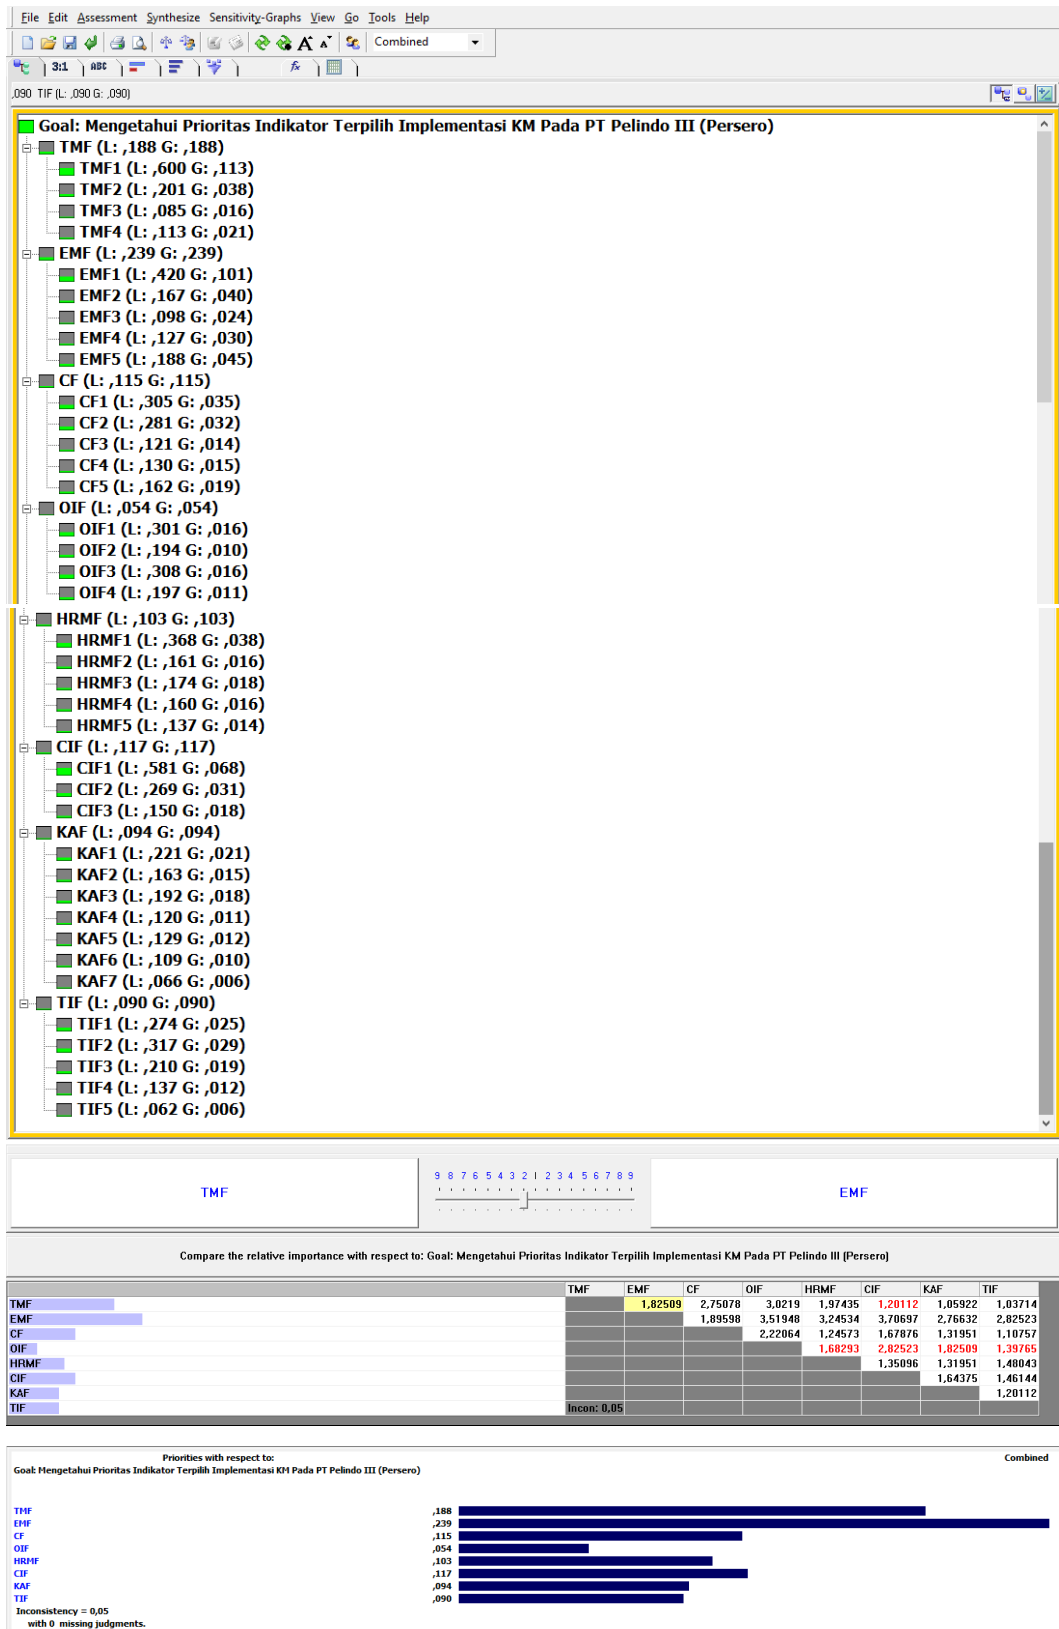 File Edit Assessment Synthesize Sensitivity-Graphs View Go Tools Help
Combined
3:1 ABC fx
,090 TIF (L: ,090 G: ,090)
Goal: Mengetahui Prioritas Indikator Terpilih Implementasi KM Pada PT Pelindo III (Persero)
TMF (L: ,188 G: ,188)
TMF1 (L: ,600 G: ,113)
TMF2 (L: ,201 G: ,038)
TMF3 (L: ,085 G: ,016)
TMF4 (L: ,113 G: ,021)
EMF (L: ,239 G: ,239)
EMF1 (L: ,420 G: ,101)
EMF2 (L: ,167 G: ,040)
EMF3 (L: ,098 G: ,024)
EMF4 (L: ,127 G: ,030)
EMF5 (L: ,188 G: ,045)
CF (L: ,115 G: ,115)
CF1 (L: ,305 G: ,035)
CF2 (L: ,281 G: ,032)
CF3 (L: ,121 G: ,014)
CF4 (L: ,130 G: ,015)
CF5 (L: ,162 G: ,019)
OIF (L: ,054 G: ,054)
OIF1 (L: ,301 G: ,016)
OIF2 (L: ,194 G: ,010)
OIF3 (L: ,308 G: ,016)
OIF4 (L: ,197 G: ,011)
HRMF (L: ,103 G: ,103)
HRMF1 (L: ,368 G: ,038)
HRMF2 (L: ,161 G: ,016)
HRMF3 (L: ,174 G: ,018)
HRMF4 (L: ,160 G: ,016)
HRMF5 (L: ,137 G: ,014)
CIF (L: ,117 G: ,117)
CIF1 (L: ,581 G: ,068)
CIF2 (L: ,269 G: ,031)
CIF3 (L: ,150 G: ,018)
KAF (L: ,094 G: ,094)
KAF1 (L: ,221 G: ,021)
KAF2 (L: ,163 G: ,015)
KAF3 (L: ,192 G: ,018)
KAF4 (L: ,120 G: ,011)
KAF5 (L: ,129 G: ,012)
KAF6 (L: ,109 G: ,010)
KAF7 (L: ,066 G: ,006)
TIF (L: ,090 G: ,090)
TIF1 (L: ,274 G: ,025)
TIF2 (L: ,317 G: ,029)
TIF3 (L: ,210 G: ,019)
TIF4 (L: ,137 G: ,012)
TIF5 (L: ,062 G: ,006)
9 8 7 6 5 4 3 2 1 2 3 4 5 6 7 8 9
TMF EMF
Compare the relative importance with respect to: Goal: Mengetahui Prioritas Indikator Terpilih Implementasi KM Pada PT Pelindo III (Persero)
TMF EMF CF OIF HRMF CIF KAF TIF
TMF 1,82509 2,75078 3,0219 1,97435 1,20112 1,05922 1,03714
EMF 1,89598 3,51948 3,24534 3,70697 2,76632 2,82523
CF 2,22064 1,24573 1,67876 1,31951 1,10757
OIF 1,68293 2,82523 1,82509 1,39765
HRMF 1,35096 1,31951 1,48043
CIF 1,64375 1,46144
KAF 1,20112
TIF Incon: 0,05
Priorities with respect to: Combined
Goal: Mengetahui Prioritas Indikator Terpilih Implementasi KM Pada PT Pelindo III (Persero)
TMF ,188
EMF ,239
CF ,115
OIF ,054
HRMF ,103
CIF ,117
KAF ,094
TIF ,090
Inconsistency = 0,05
with 0 missing judgments.